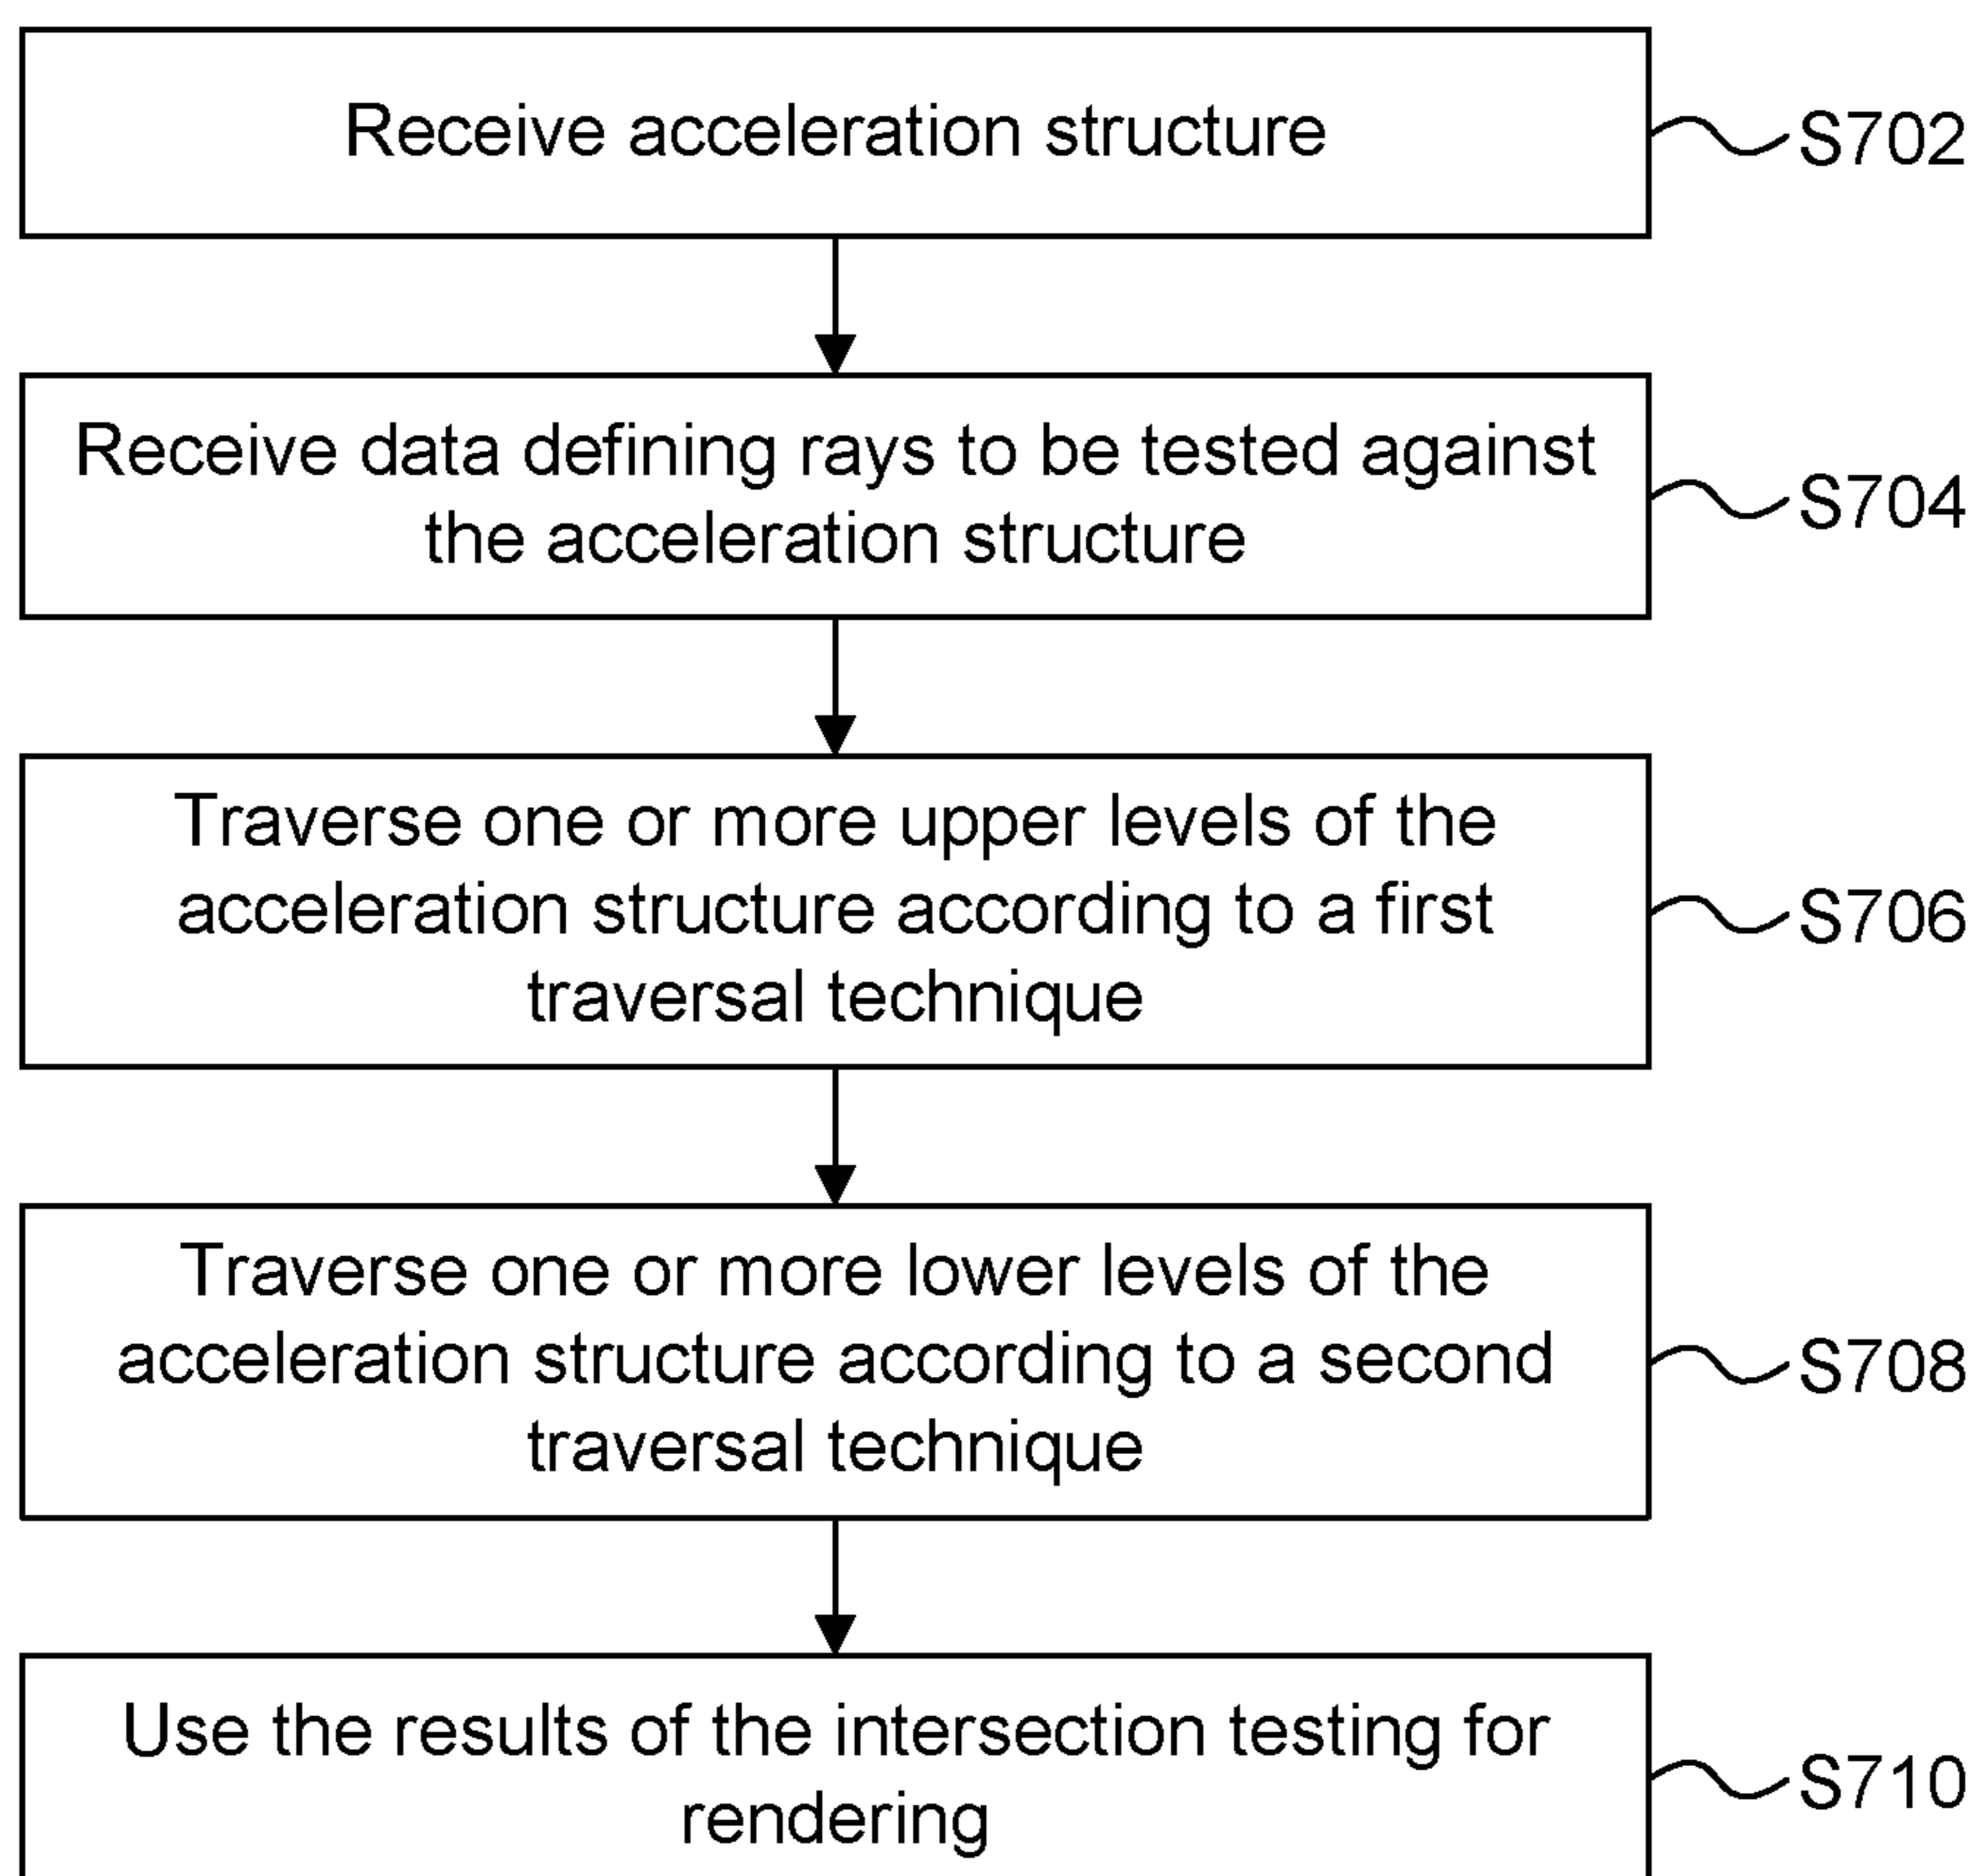 Receive acceleration structure
S702
Receive data defining rays to be tested against
the acceleration structure
S704
Traverse one or more upper levels of the
acceleration structure according to a first
traversal technique
S706
Traverse one or more lower levels of the
acceleration structure according to a second
traversal technique
S708
Use the results of the intersection testing for
rendering
S710